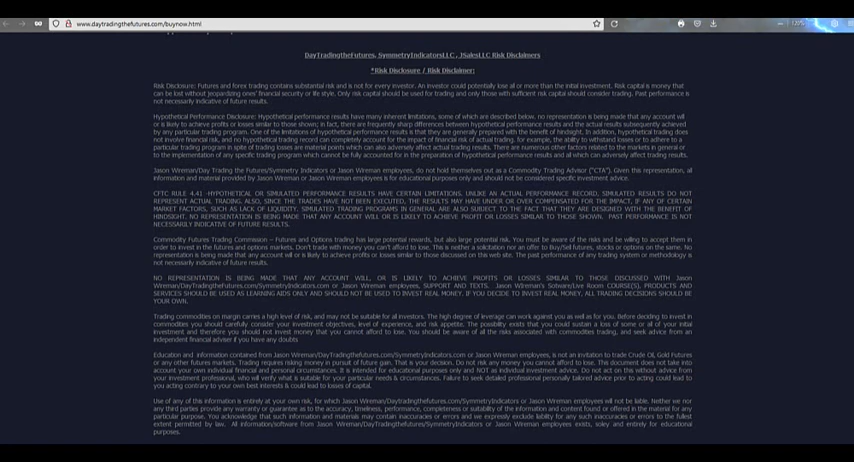 www.daytradingthefutures.com/buynow.html
120%
DayTradingtheFutures, SymmetryIndicatorsLLC , JSalesLLC Risk Disclaimers
*Risk Disclosure / Risk Disclaimer:
Risk Disclosure: Futures and forex trading contains substantial risk and is not for every investor. An investor could potentially lose all or more than the initial investment. Risk capital is money that
can be lost without jeopardizing ones' financial security or life style. Only risk capital should be used for trading and only those with sufficient risk capital should consider trading. Past performance is
not necessarily indicative of future results.
Hypothetical Performance Disclosure: Hypothetical performance results have many inherent limitations, some of which are described below. no representation is being made that any account will
or is likely to achieve profits or losses similar to those shown; in fact, there are frequently sharp differences between hypothetical performance results and the actual results subsequently achieved
by any particular trading program. One of the limitations of hypothetical performance results is that they are generally prepared with the benefit of hindsight. In addition, hypothetical trading does
not involve financial risk, and no hypothetical trading record can completely account for the impact of financial risk of actual trading. for example, the ability to withstand losses or to adhere to a
particular trading program in spite of trading losses are material points which can also adversely affect actual trading results. There are numerous other factors related to the markets in general or
to the implementation of any specific trading program which cannot be fully accounted for in the preparation of hypothetical performance results and all which can adversely affect trading results.
Jason Wireman/Day Trading the Futures/Symmetry Indicators or Jason Wireman employees, do not hold themselves out as a Commodity Trading Advisor ("CTA"). Given this representation, all
information and material provided by Jason Wireman or Jason Wireman employees is for educational purposes only and should not be considered specific investment advice.
CFTC RULE 4.41 -HYPOTHETICAL OR SIMULATED PERFORMANCE RESULTS HAVE CERTAIN LIMITATIONS. UNLIKE AN ACTUAL PERFORMANCE RECORD, SIMULATED RESULTS DO NOT
REPRESENT ACTUAL TRADING. ALSO, SINCE THE TRADES HAVE NOT BEEN EXECUTED, THE RESULTS MAY HAVE UNDER OR OVER COMPENSATED FOR THE IMPACT, IF ANY OF CERTAIN
MARKET FACTORS, SUCH AS LACK OF LIQUIDITY. SIMULATED TRADING PROGRAMS IN GENERAL ARE ALSO SUBJECT TO THE FACT THAT THEY ARE DESIGNED WITH THE BENEFIT OF
HINDSIGHT, NO REPRESENTATION IS BEING MADE THAT ANY ACCOUNT WILL OR IS LIKELY TO ACHIEVE PROFIT OR LOSSES SIMILAR TO THOSE SHOWN. PAST PERFORMANCE IS NOT
NECESSARILY INDICATIVE OF FUTURE RESULTS.
Commodity Futures Trading Commission – Futures and Options trading has large potential rewards, but also large potential risk. You must be aware of the risks and be willing to accept them in
order to invest in the futures and options markets. Don't trade with money you can't afford to lose. This is neither a solicitation nor an offer to Buy/Sell futures, stocks or options on the same. No
representation is being made that any account will or is likely to achieve profits or losses similar to those discussed on this web site. The past performance of any trading system or methodology is
not necessarily indicative of future results.
NO REPRESENTATION IS BEING MADE THAT ANY ACCOUNT WILL, OR IS LIKELY TO ACHIEVE PROFITS OR LOSSES SIMILAR TO THOSE DISCUSSED WITH Jason
Wireman/DayTradingthefutures.com/SymmetryIndicators.com or Jason Wireman employees, SUPPORT AND TEXTS. Jason Wireman's Sotware/Live Room COURSE(S), PRODUCTS AND
SERVICES SHOULD BE USED AS LEARNING AIDS ONLY AND SHOULD NOT BE USED TO INVEST REAL MONEY. IF YOU DECIDE TO INVEST REAL MONEY, ALL TRADING DECISIONS SHOULD BE
YOUR OWN.
Trading commodities on margin carries a high level of risk, and may not be suitable for all investors. The high degree of leverage can work against you as well as for you. Before deciding to invest in
commodities you should carefully consider your investment objectives, level of experience, and risk appetite. The possibility exists that you could sustain a loss of some or all of your initial
investment and therefore you should not invest money that you cannot afford to lose. You should be aware of all the risks associated with commodities trading, and seek advice from an
independent financial adviser if you have any doubts
Education and information contained from Jason Wireman/DayTradingthefutures.com/SymmetryIndicators.com or Jason Wireman employees, is not an invitation to trade Crude Oil, Gold Futures
or any other futures markets. Trading requires risking money in pursuit of future gain. That is your decision. Do not risk any money you cannot afford to lose. This document does not take into
account your own individual financial and personal circumstances. It is intended for educational purposes only and NOT as individual investment advice. Do not act on this without advice from
your investment professional, who will verify what is suitable for your particular needs & circumstances. Failure to seek detailed professional personally tailored advice prior to acting could lead to
you acting contrary to your own best interests & could lead to losses of capital.
Use of any of this information is entirely at your own risk, for which Jason Wireman/Daytradingthefutures.com/SymmetryIndicators or Jason Wireman employees will not be liable. Neither we nor
any third parties provide any warranty or guarantee as to the accuracy, timeliness, performance, completeness or suitability of the information and content found or offered in the material for any
particular purpose. You acknowledge that such information and materials may contain inaccuracies or errors and we expressly exclude liability for any such inaccuracies or errors to the fullest
extent permitted by law. All information/software from Jason Wireman/DayTradingthefutures/SymmetryIndicators or Jason Wireman employees exists, soley and entirely for educational
purposes.